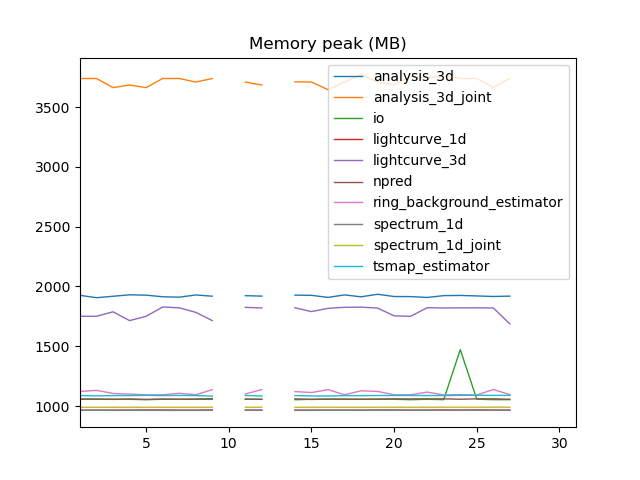 Memory peak (MB)
analysis_3d
analysis_3d_joint
io
lightcurve_1d
lightcurve_3d
npred
ring_background_estimator
spectrum_1d
spectrum_1d_joint
tsmap_estimator
3500
3000
2500
2000
1500
1000
5 10 15 20 25 30